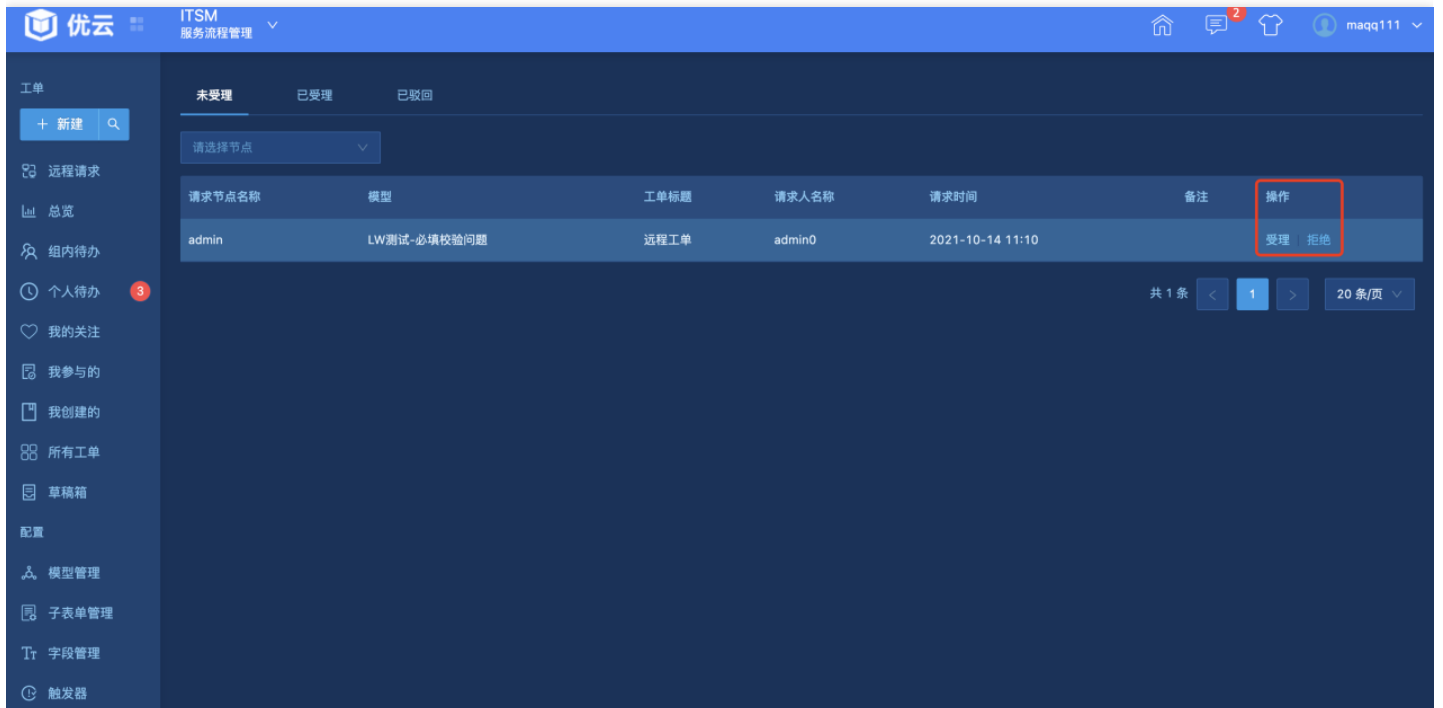 优云
ITSM
服务流程管理
2
maqq111
工单
+ 新建
远程请求
总览
组内待办
个人待办 3
我的关注
我参与的
我创建的
所有工单
草稿箱
配置
模型管理
子表单管理
字段管理
触发器
未受理 已受理 已驳回
请选择节点
请求节点名称 模型 工单标题 请求人名称 请求时间 备注 操作
admin LW测试-必填校验问题 远程工单 admin0 2021-10-14 11:10 受理 拒绝
共 1 条 < 1 > 20 条/页